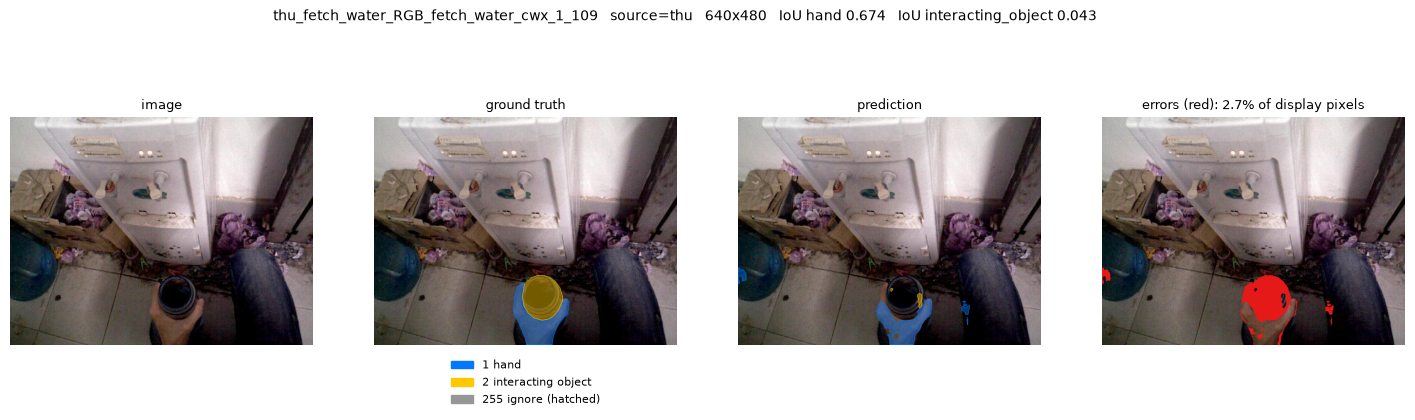 thu_fetch_water_RGB_fetch_water_cwx_1_109   source=thu   640x480   IoU hand 0.674   IoU interacting_object 0.043
image
ground truth
prediction
errors (red): 2.7% of display pixels
1 hand
2 interacting object
255 ignore (hatched)